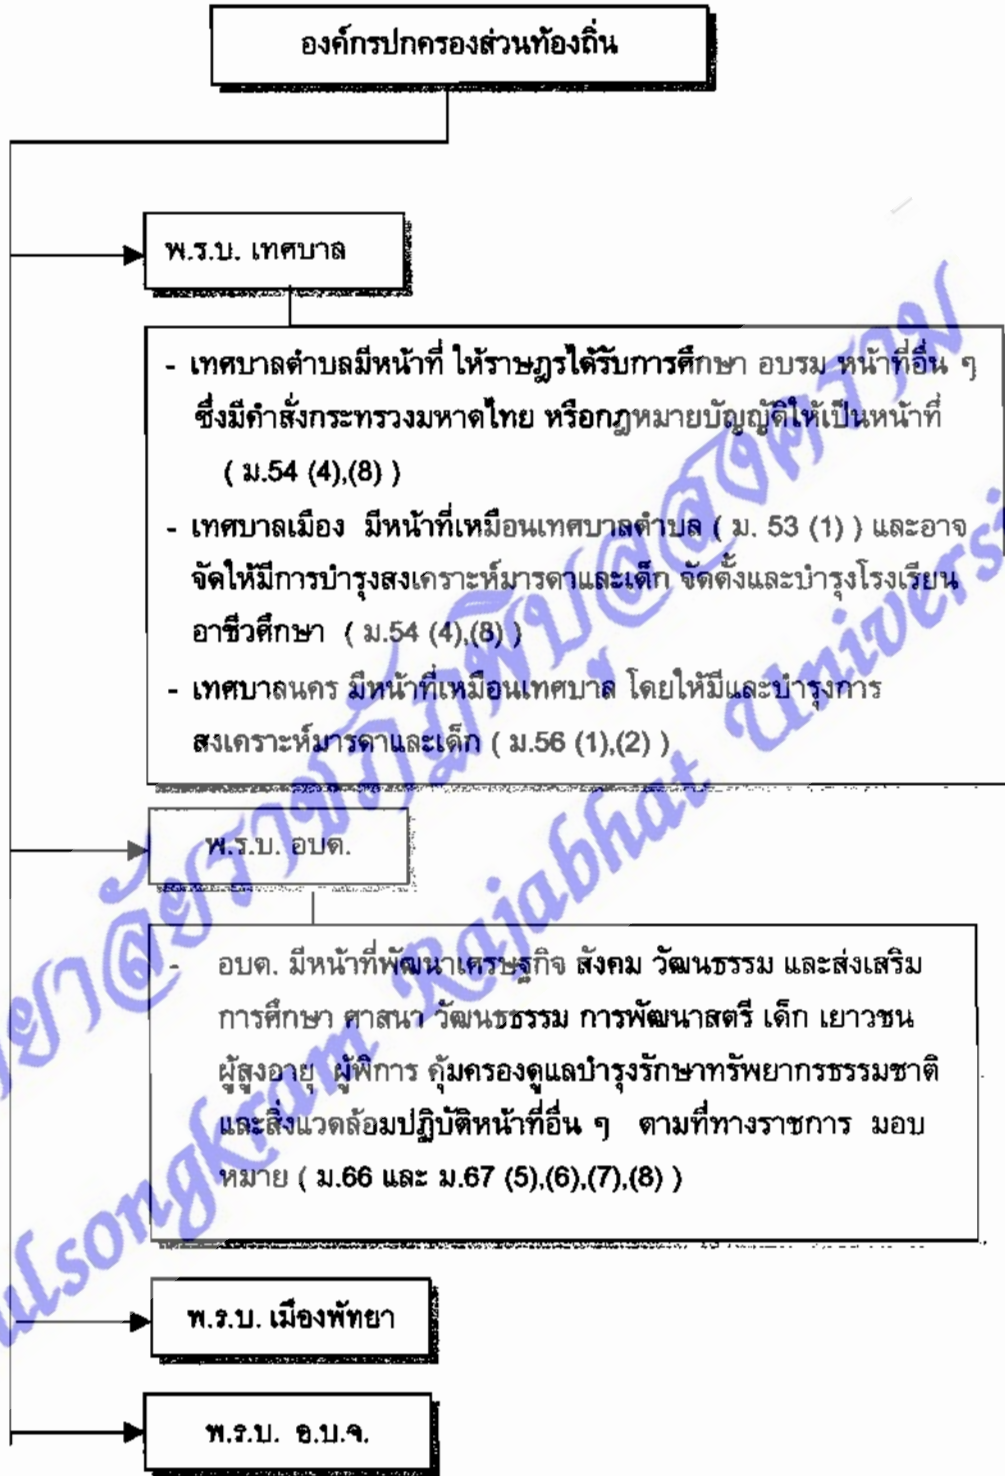 องค์กรปกครองส่วนท้องถิ่น
พ.ร.บ. เทศบาล
- เทศบาลตำบลมีหน้าที่ ให้ราษฎรได้รับการศึกษา อบรม หน้าที่อื่น ๆ
ซึ่งมีคำสั่งกระทรวงมหาดไทย หรือกฎหมายบัญญัติให้เป็นหน้าที่
( ม.54 (4),(8) )
- เทศบาลเมือง มีหน้าที่เหมือนเทศบาลตำบล ( ม. 53 (1) ) และอาจ
จัดให้มีการบำรุงสงเคราะห์มารดาและเด็ก จัดตั้งและบำรุงโรงเรียน
อาชีวศึกษา ( ม.54 (4),(8) )
- เทศบาลนคร มีหน้าที่เหมือนเทศบาล โดยให้มีและบำรุงการ
สงเคราะห์มารดาและเด็ก ( ม.56 (1),(2) )
พ.ร.บ. อบต.
- อบต. มีหน้าที่พัฒนาเศรษฐกิจ สังคม วัฒนธรรม และส่งเสริม
การศึกษา ศาสนา วัฒนธธรรม การพัฒนาสตรี เด็ก เยาวชน
ผู้สูงอายุ ผู้พิการ คุ้มครองดูแลบำรุงรักษาทรัพยากรธรรมชาติ
และสิ่งแวดล้อมปฏิบัติหน้าที่อื่น ๆ ตามที่ทางราชการ มอบ
หมาย ( ม.66 และ ม.67 (5),(6),(7),(8) )
พ.ร.บ. เมืองพัทยา
พ.ร.บ. อ.บ.จ.
ยาลัยราชภัฏพิบูลสงคราม
ulsongkram Rajabhat Universi